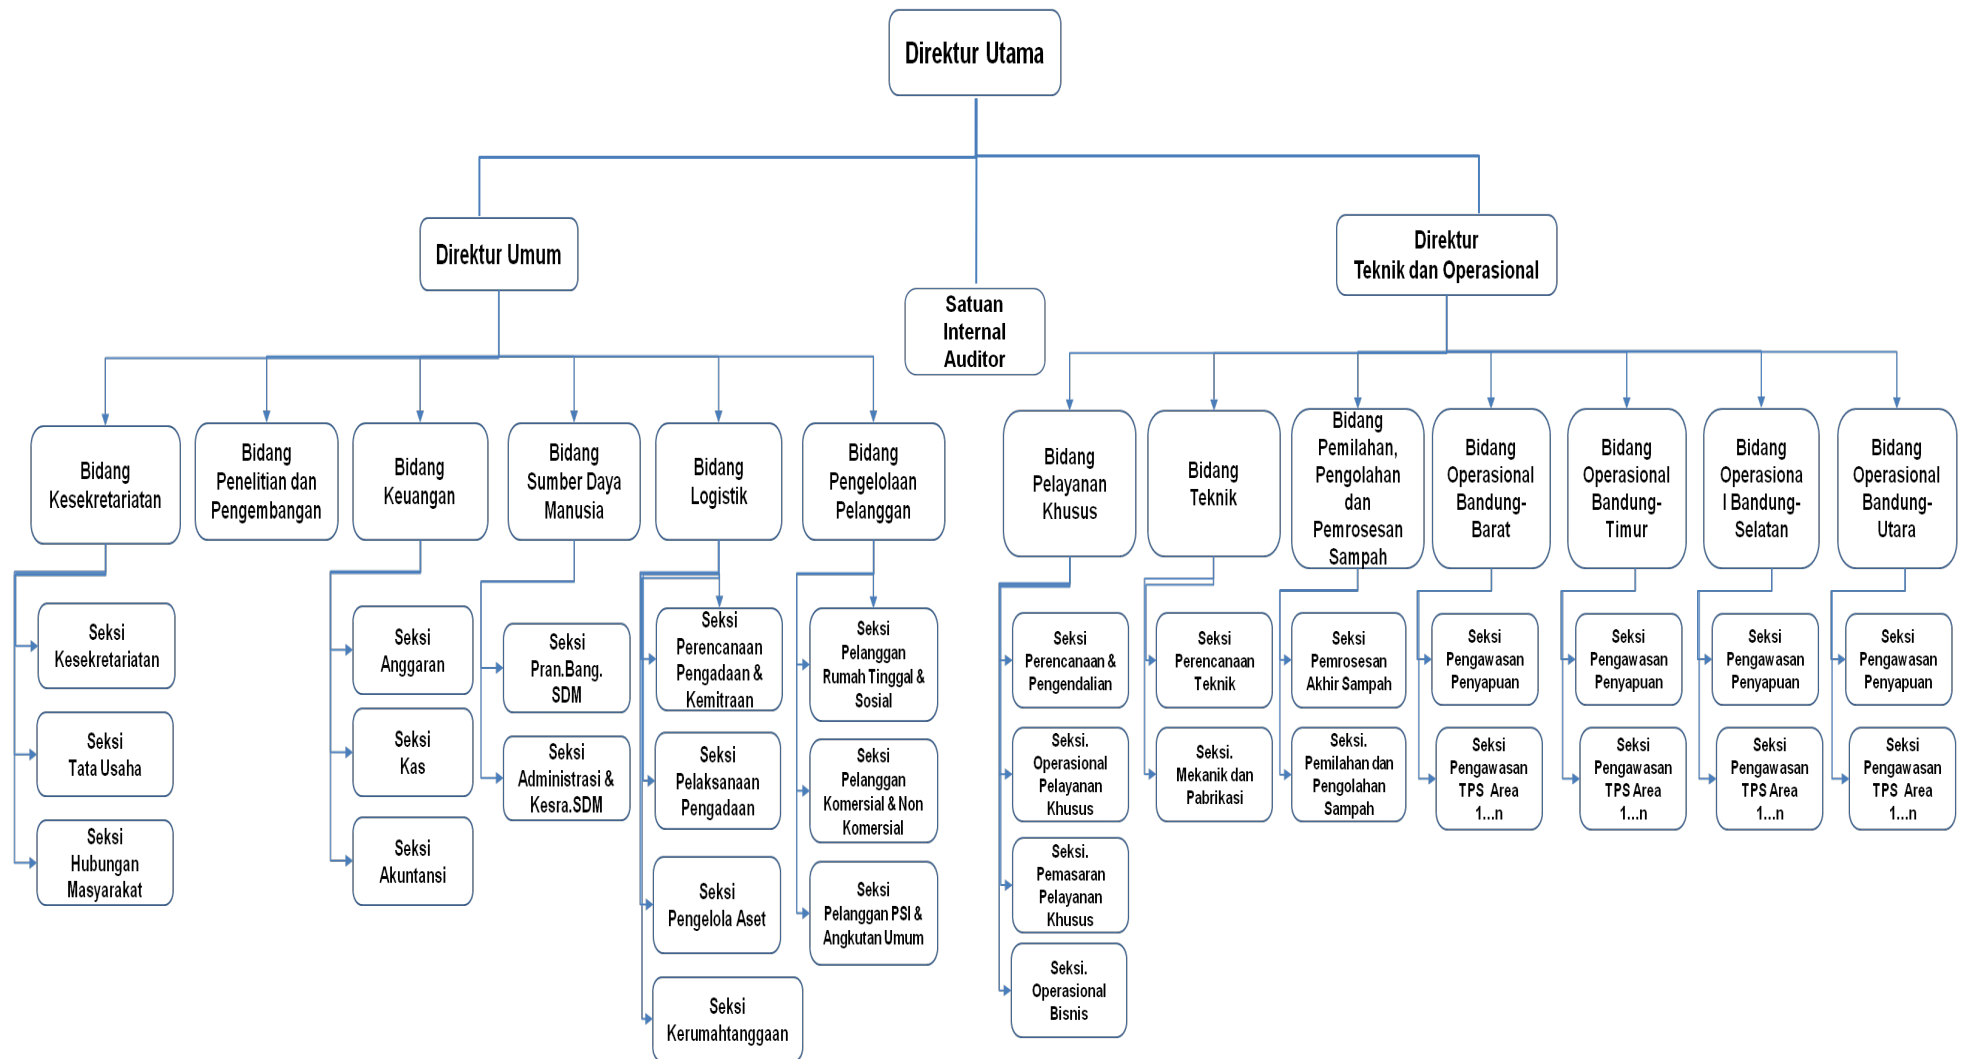 Direktur Utama
Direktur Umum
Direktur
Teknik dan Operasional
Satuan
Internal
Auditor
Bidang
Kesekretariatan
Bidang
Penelitian dan
Pengembangan
Bidang
Keuangan
Bidang
Sumber Daya
Manusia
Bidang
Logistik
Bidang
Pengelolaan
Pelanggan
Bidang
Pelayanan
Khusus
Bidang
Teknik
Bidang
Pemilahan,
Pengolahan
dan
Pemrosesan
Sampah
Bidang
Operasional
Bandung-
Barat
Bidang
Operasional
Bandung-
Timur
Bidang
Operasiona
l Bandung-
Selatan
Bidang
Operasional
Bandung-
Utara
Seksi
Kesekretariatan
Seksi
Tata Usaha
Seksi
Hubungan
Masyarakat
Seksi
Anggaran
Seksi
Kas
Seksi
Akuntansi
Seksi
Pran.Bang.
SDM
Seksi
Administrasi &
Kesra.SDM
Seksi
Perencanaan
Pengadaan &
Kemitraan
Seksi
Pelaksanaan
Pengadaan
Seksi
Pengelola Aset
Seksi
Kerumahtanggaan
Seksi
Pelanggan
Rumah Tinggal &
Sosial
Seksi
Pelanggan
Komersial & Non
Komersial
Seksi
Pelanggan PSI &
Angkutan Umum
Seksi
Perencanaan &
Pengendalian
Seksi.
Operasional
Pelayanan
Khusus
Seksi.
Pemasaran
Pelayanan
Khusus
Seksi.
Operasional
Bisnis
Seksi
Perencanaan
Teknik
Seksi.
Mekanik dan
Pabrikasi
Seksi
Pemrosesan
Akhir Sampah
Seksi.
Pemilahan dan
Pengolahan
Sampah
Seksi
Pengawasan
Penyapuan
Seksi
Pengawasan
TPS Area
1...n
Seksi
Pengawasan
Penyapuan
Seksi
Pengawasan
TPS Area
1...n
Seksi
Pengawasan
Penyapuan
Seksi
Pengawasan
TPS Area
1...n
Seksi
Pengawasan
Penyapuan
Seksi
Pengawasan
TPS Area
1...n